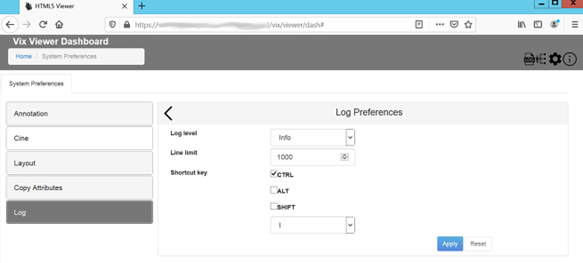 HTML5 Viewer
https://
l/vix/viewer/dash#
Vix Viewer Dashboard
Home / System Preferences
System Preferences
Annotation
Cine
Layout
Copy Attributes
Log
Log Preferences
Log level
Info
Line limit
1000
Shortcut key
CTRL
ALT
SHIFT
l
Apply
Reset